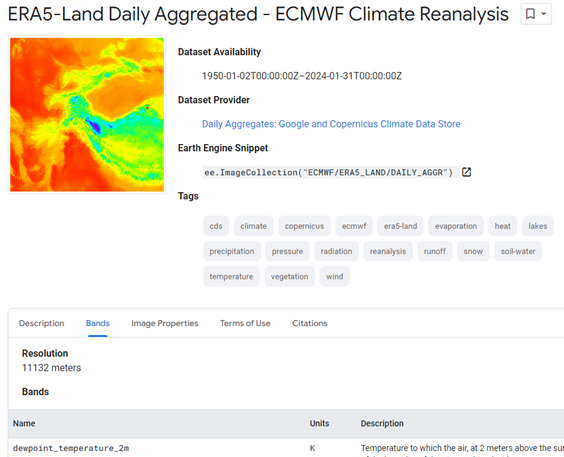 ERA5-Land Daily Aggregated - ECMWF Climate Reanalysis
Dataset Availability
1950-01-02T00:00:00Z–2024-01-31T00:00:00Z
Dataset Provider
Daily Aggregates: Google and Copernicus Climate Data Store
Earth Engine Snippet
ee.ImageCollection("ECMWF/ERA5_LAND/DAILY_AGGR")
Tags
cds climate copernicus ecmwf era5-land evaporation heat lakes
precipitation pressure radiation reanalysis runoff snow soil-water
temperature vegetation wind
Description Bands Image Properties Terms of Use Citations
Resolution
11132 meters
Bands
Name Units Description
dewpoint_temperature_2m K Temperature to which the air, at 2 meters above the